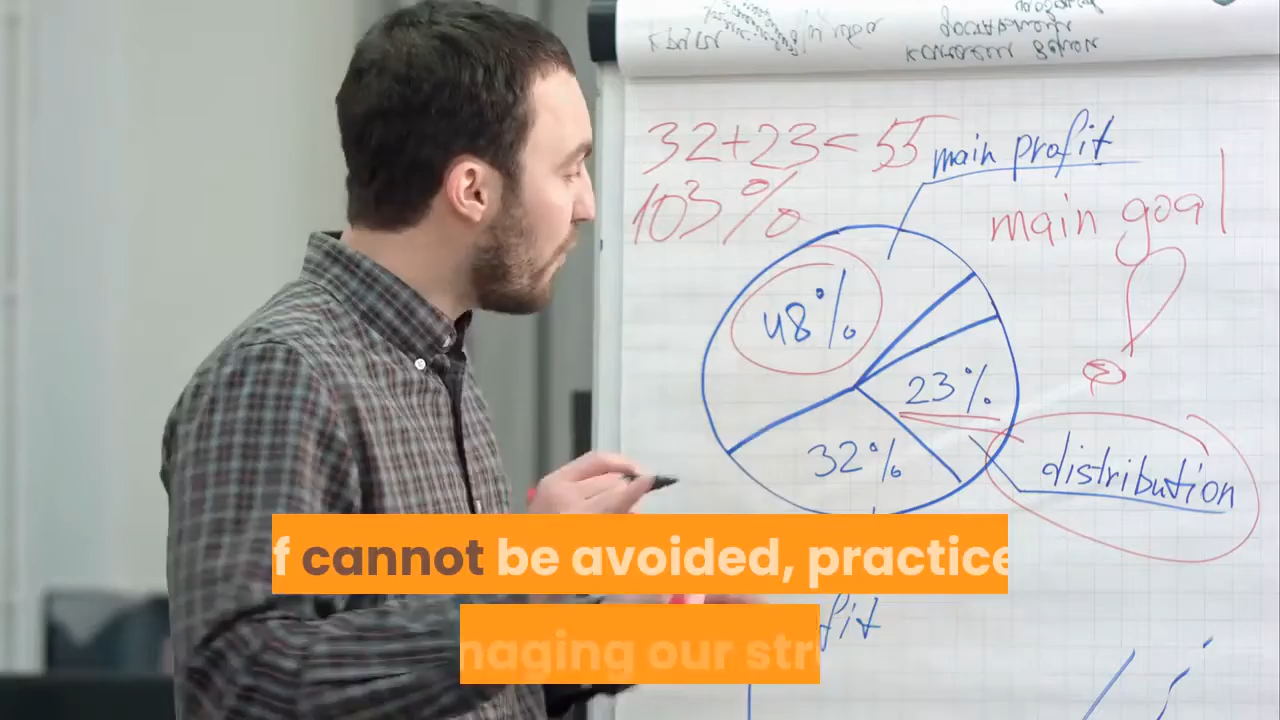 32+23= 55
main profit
103%
main goal
48%
23%
32%
distribution
f cannot be avoided, practice
naging our str
fit